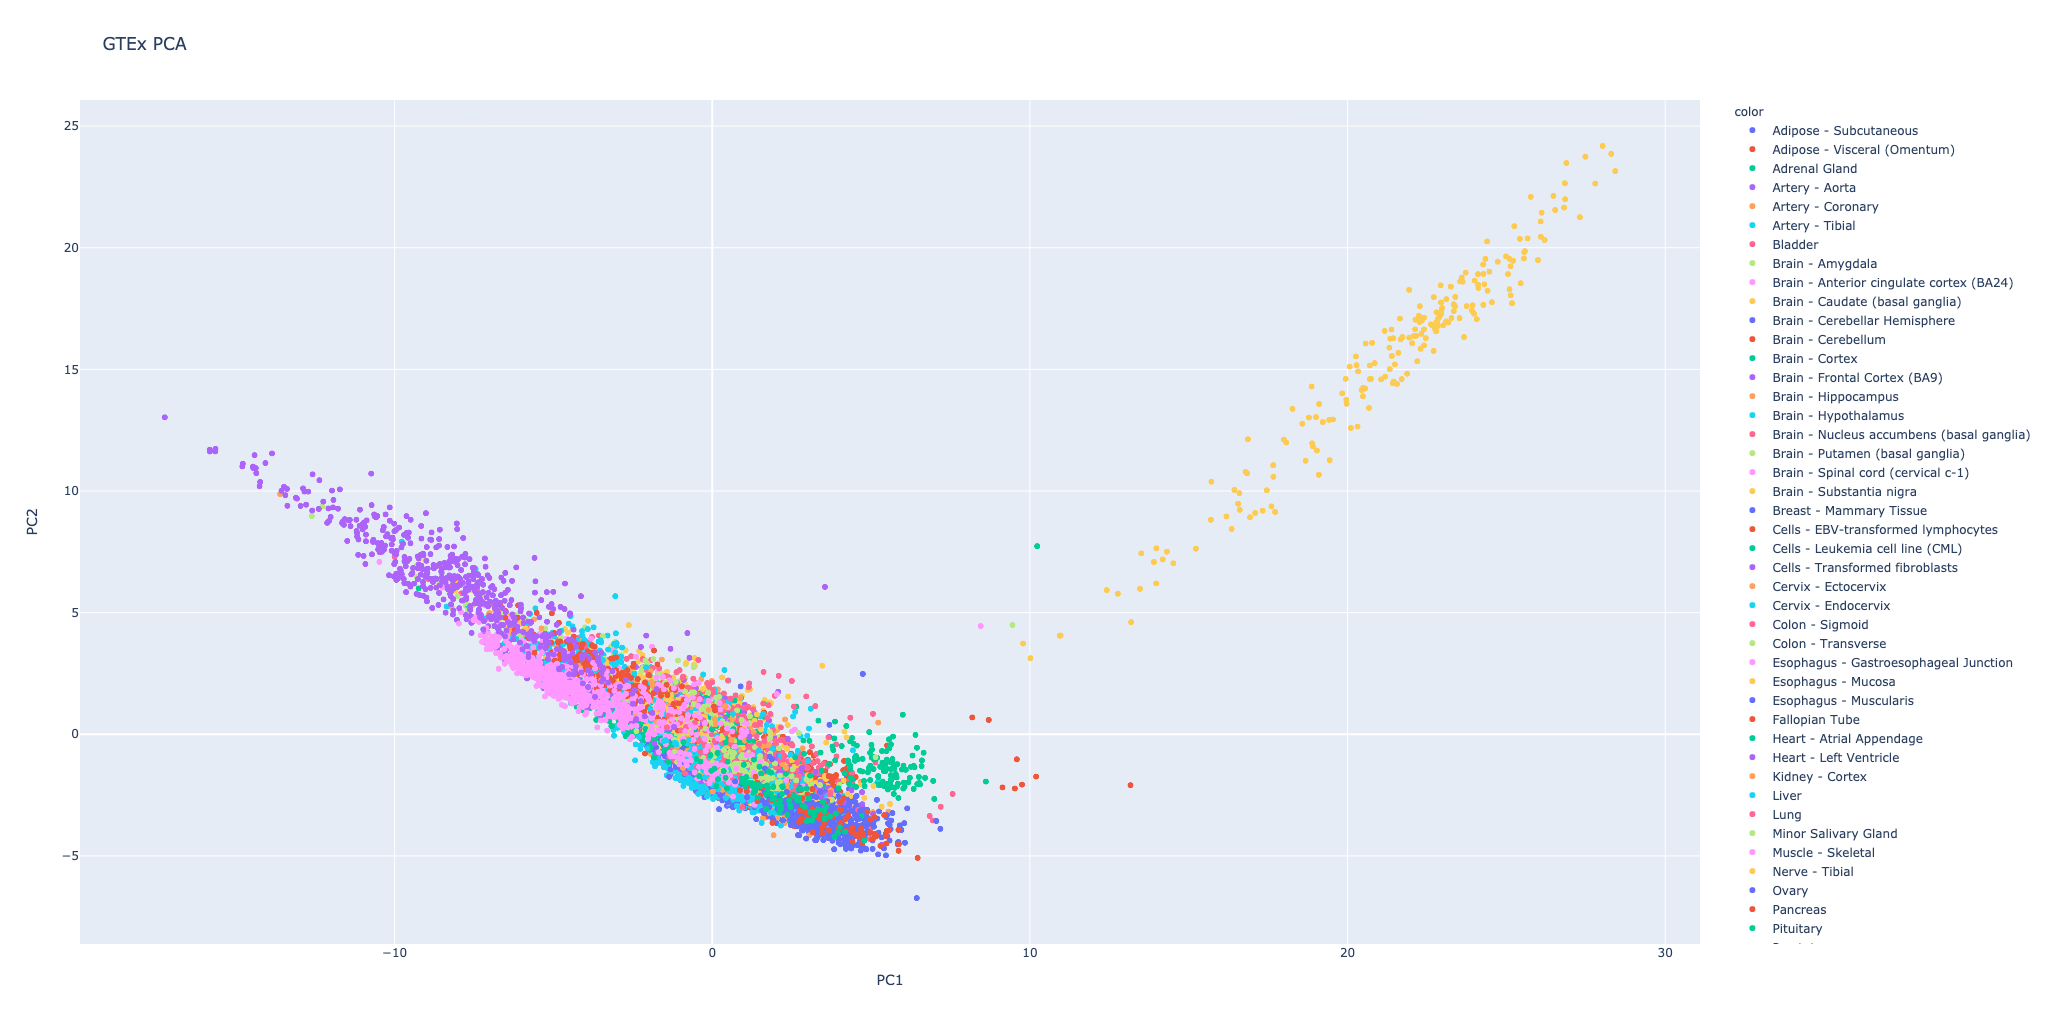 GTEx PCA
color
25
20
15
10
5
0
−5
PC2
−10
0
10
20
30
PC1
Adipose - Subcutaneous
Adipose - Visceral (Omentum)
Adrenal Gland
Artery - Aorta
Artery - Coronary
Artery - Tibial
Bladder
Brain - Amygdala
Brain - Anterior cingulate cortex (BA24)
Brain - Caudate (basal ganglia)
Brain - Cerebellar Hemisphere
Brain - Cerebellum
Brain - Cortex
Brain - Frontal Cortex (BA9)
Brain - Hippocampus
Brain - Hypothalamus
Brain - Nucleus accumbens (basal ganglia)
Brain - Putamen (basal ganglia)
Brain - Spinal cord (cervical c-1)
Brain - Substantia nigra
Breast - Mammary Tissue
Cells - EBV-transformed lymphocytes
Cells - Leukemia cell line (CML)
Cells - Transformed fibroblasts
Cervix - Ectocervix
Cervix - Endocervix
Colon - Sigmoid
Colon - Transverse
Esophagus - Gastroesophageal Junction
Esophagus - Mucosa
Esophagus - Muscularis
Fallopian Tube
Heart - Atrial Appendage
Heart - Left Ventricle
Kidney - Cortex
Liver
Lung
Minor Salivary Gland
Muscle - Skeletal
Nerve - Tibial
Ovary
Pancreas
Pituitary